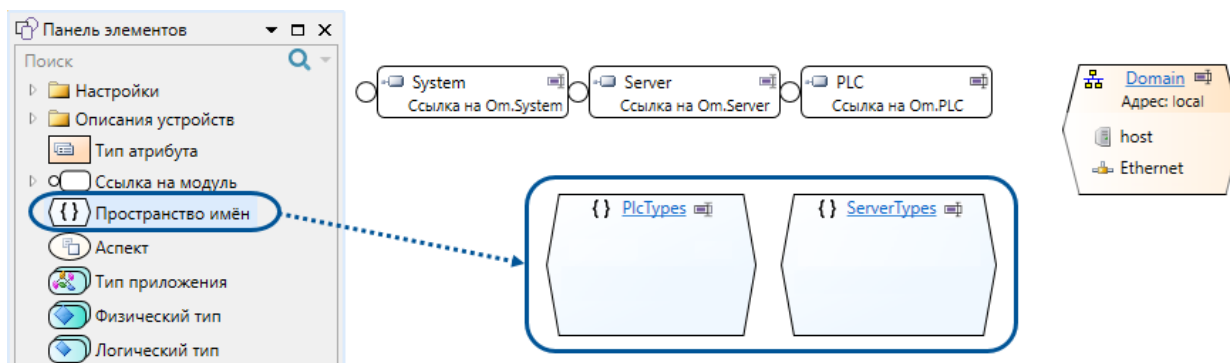 Панель элементов
Поиск
Настройки
Описания устройств
Тип атрибута
Ссылка на модуль
{ } Пространство имён
Аспект
Тип приложения
Физический тип
Логический тип
System
Ссылка на Om.System
Server
Ссылка на Om.Server
PLC
Ссылка на Om.PLC
Domain
Адрес: local
host
Ethernet
{ } PlcTypes
{ } ServerTypes